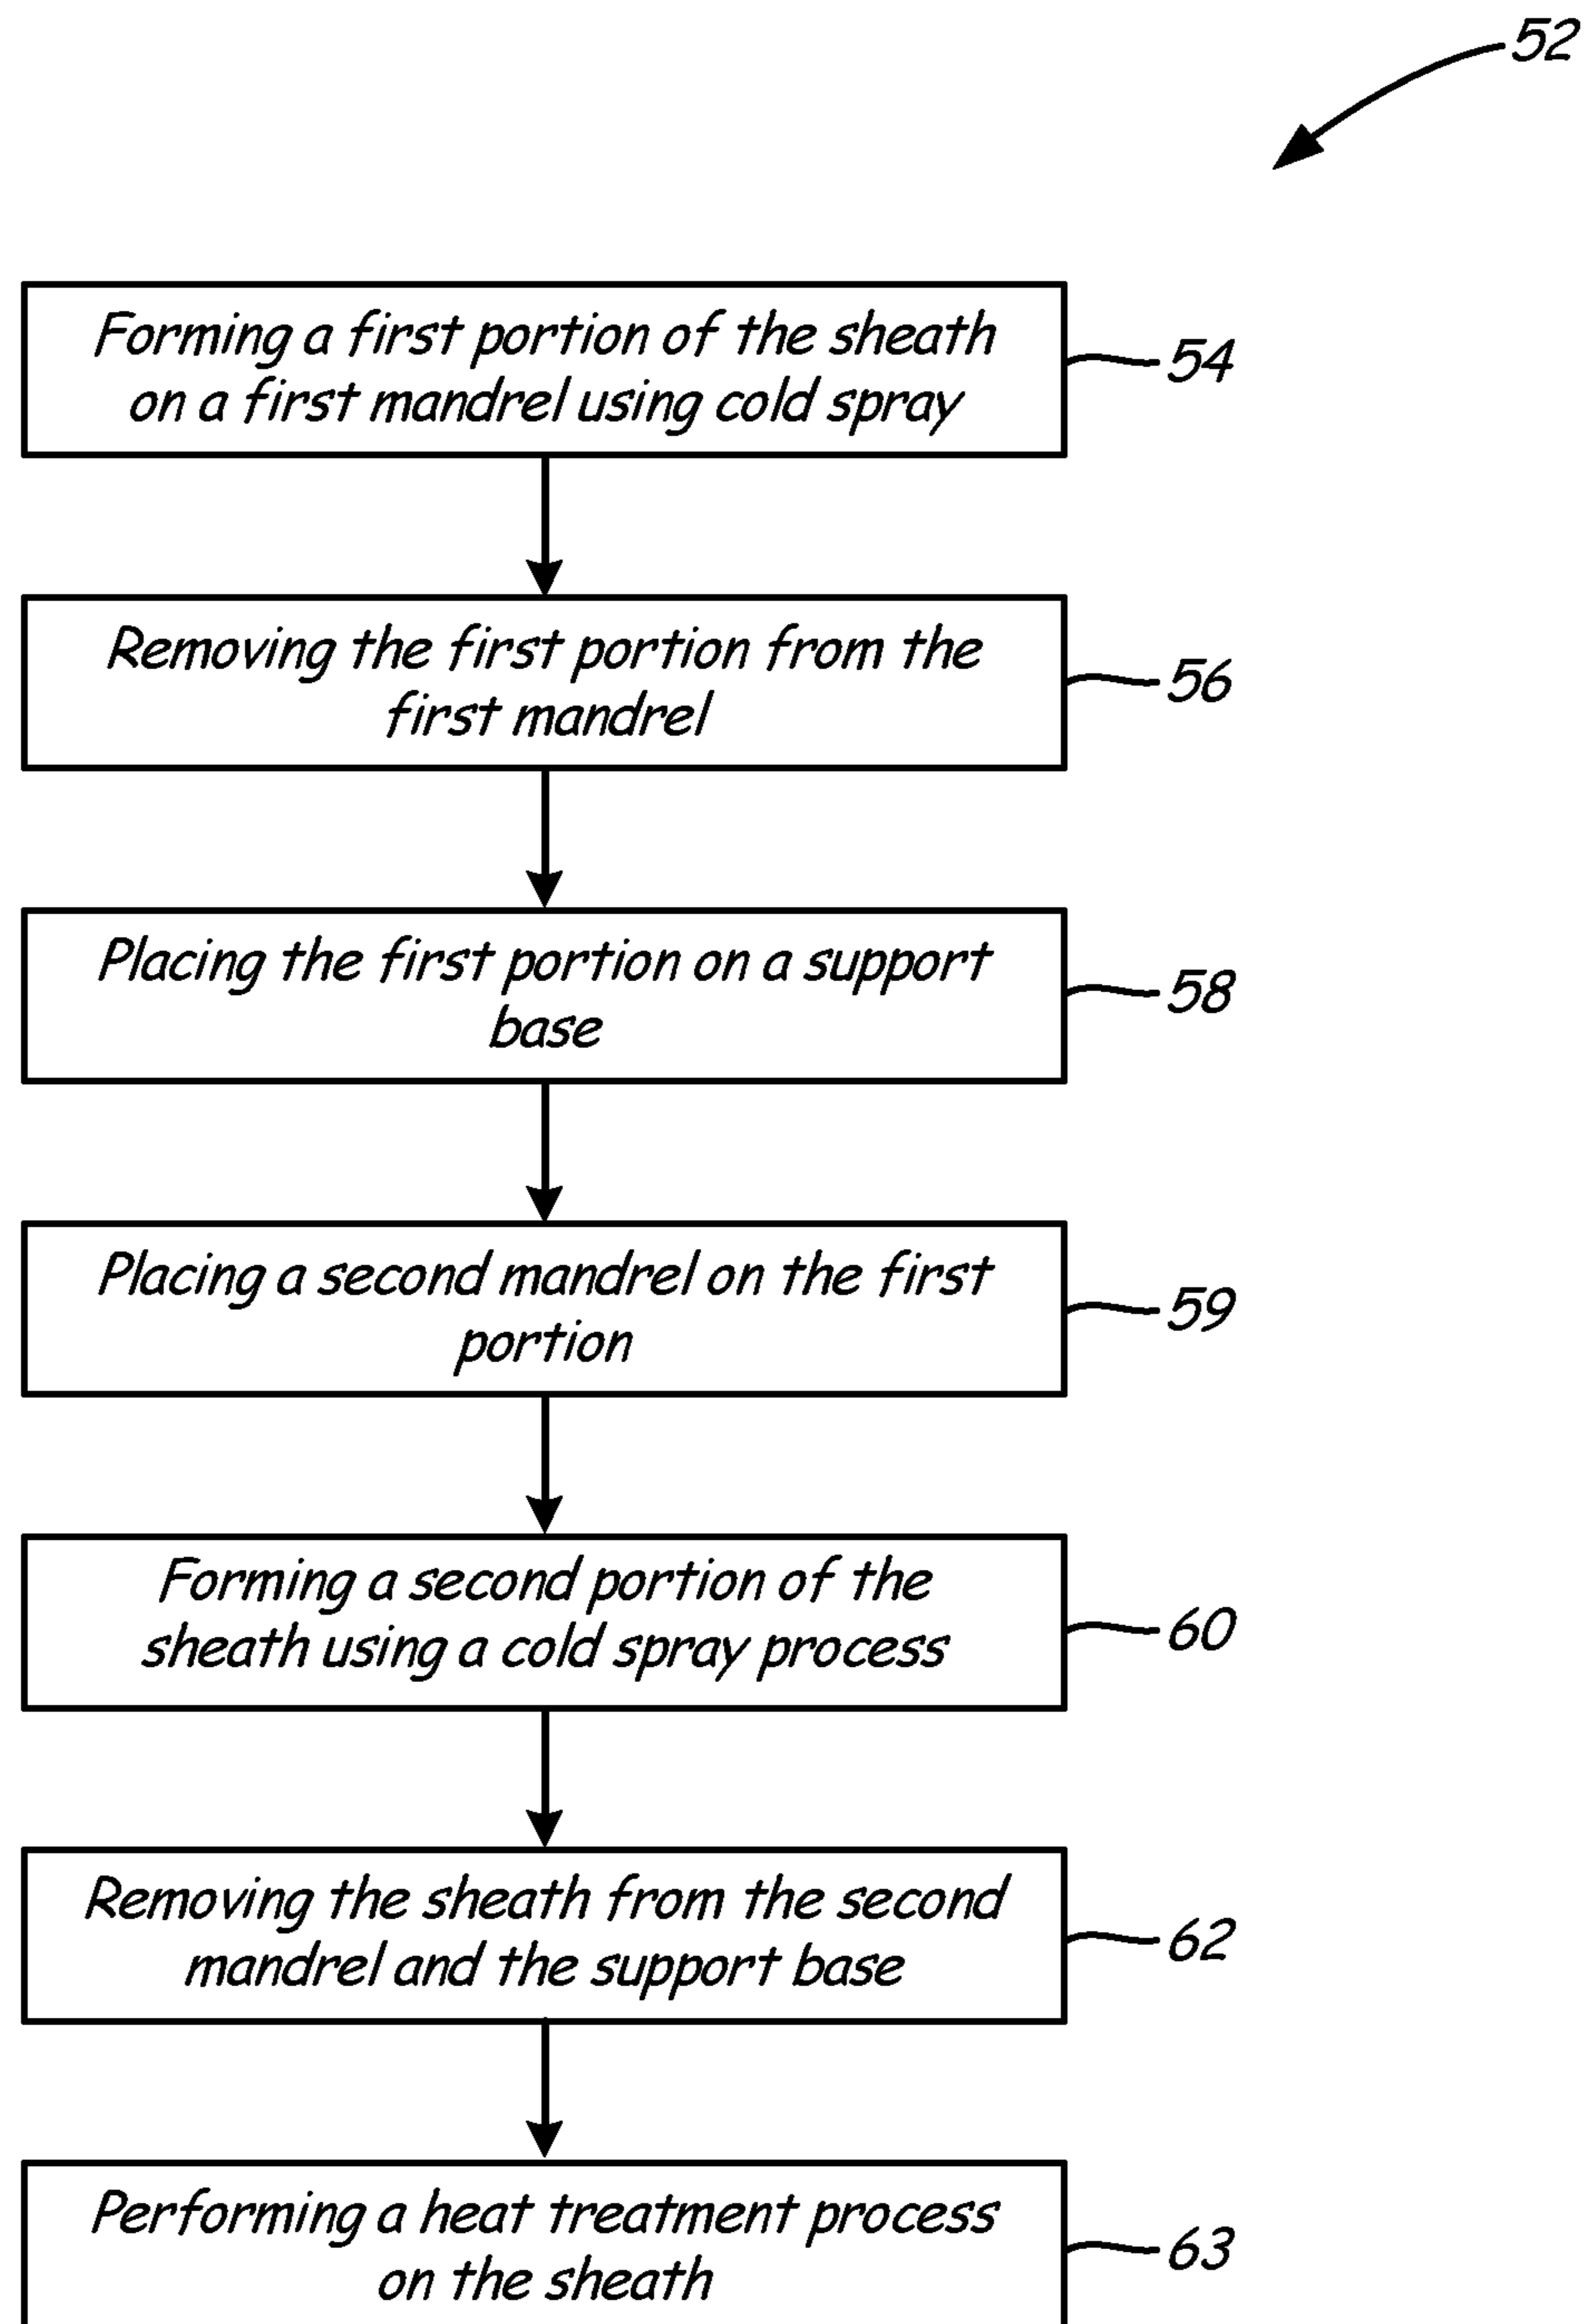 52
Forming a first portion of the sheath
on a first mandrel using cold spray
54
Removing the first portion from the
first mandrel
56
Placing the first portion on a support
base
58
Placing a second mandrel on the first
portion
59
Forming a second portion of the
sheath using a cold spray process
60
Removing the sheath from the second
mandrel and the support base
62
Performing a heat treatment process
on the sheath
63